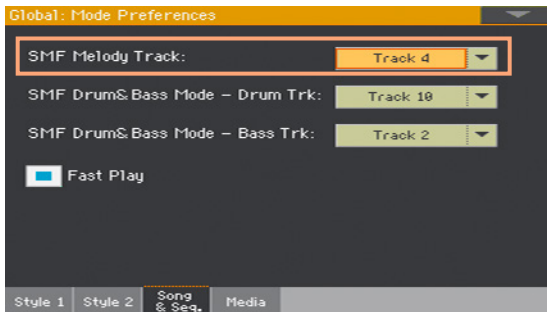 Global: Mode Preferences
SMF Melody Track: Track 4
SMF Drum& Bass Mode – Drum Trk: Track 10
SMF Drum& Bass Mode – Bass Trk: Track 2
Fast Play
Style 1 Style 2 Song & Seq. Media